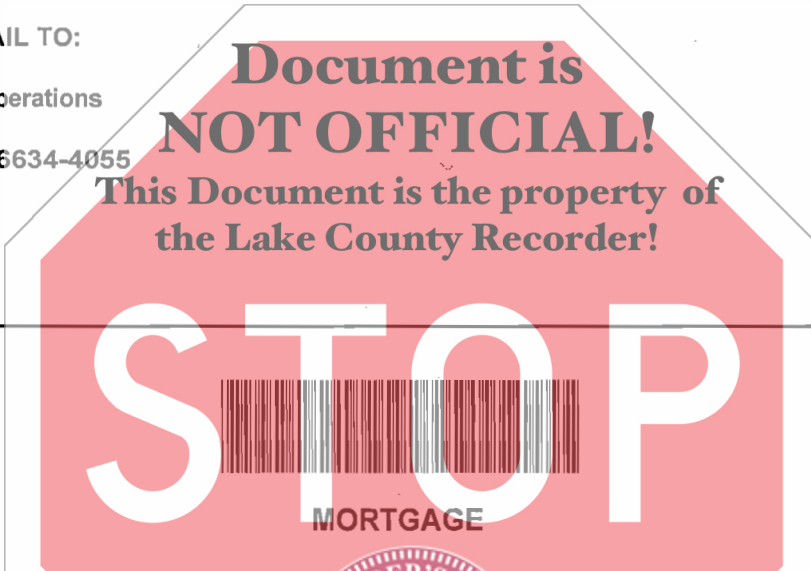 AIL TO:
Document is
perations
NOT OFFICIAL!
6634-4055
This Document is the property of
the Lake County Recorder!
STOP
MORTGAGE